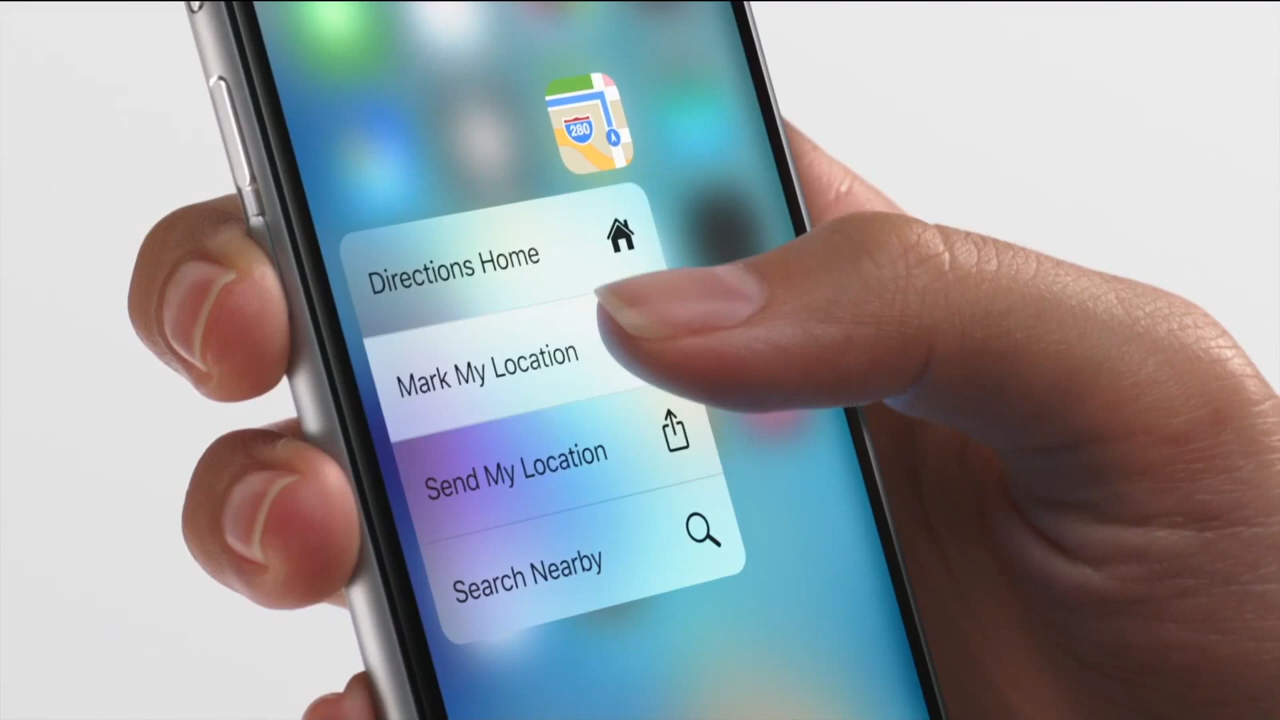 280
Directions Home
Mark My Location
Send My Location
Search Nearby